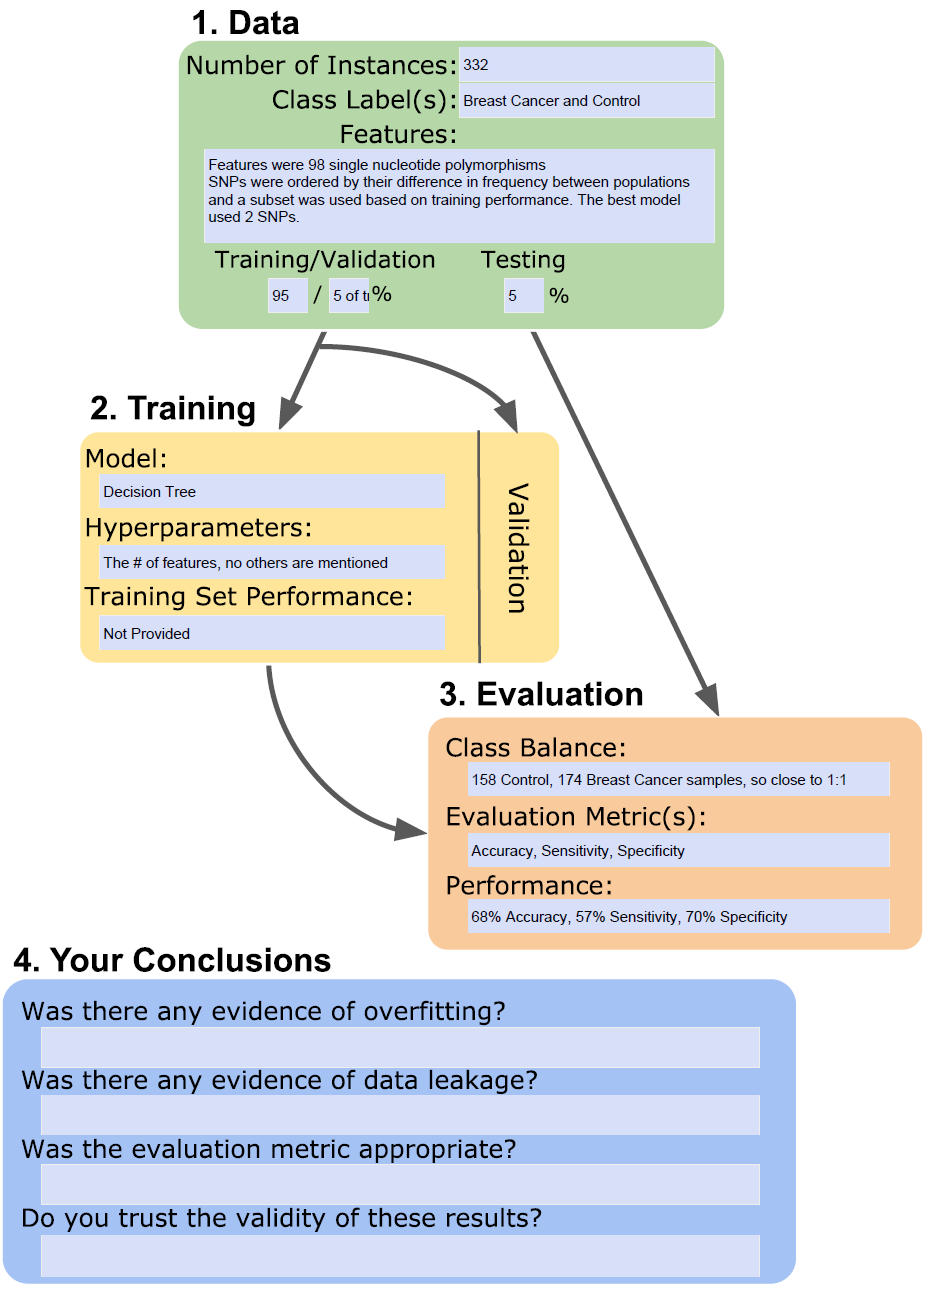 1. Data
Number of Instances: 332
Class Label(s): Breast Cancer and Control
Features:
Features were 98 single nucleotide polymorphisms
SNPs were ordered by their difference in frequency between populations
and a subset was used based on training performance. The best model
used 2 SNPs.
Training/Validation Testing
95 / 5 of tr % 5 %
2. Training
Model:
Decision Tree
Hyperparameters:
The # of features, no others are mentioned
Training Set Performance:
Not Provided
Validation
3. Evaluation
Class Balance:
158 Control, 174 Breast Cancer samples, so close to 1:1
Evaluation Metric(s):
Accuracy, Sensitivity, Specificity
Performance:
68% Accuracy, 57% Sensitivity, 70% Specificity
4. Your Conclusions
Was there any evidence of overfitting?
Was there any evidence of data leakage?
Was the evaluation metric appropriate?
Do you trust the validity of these results?